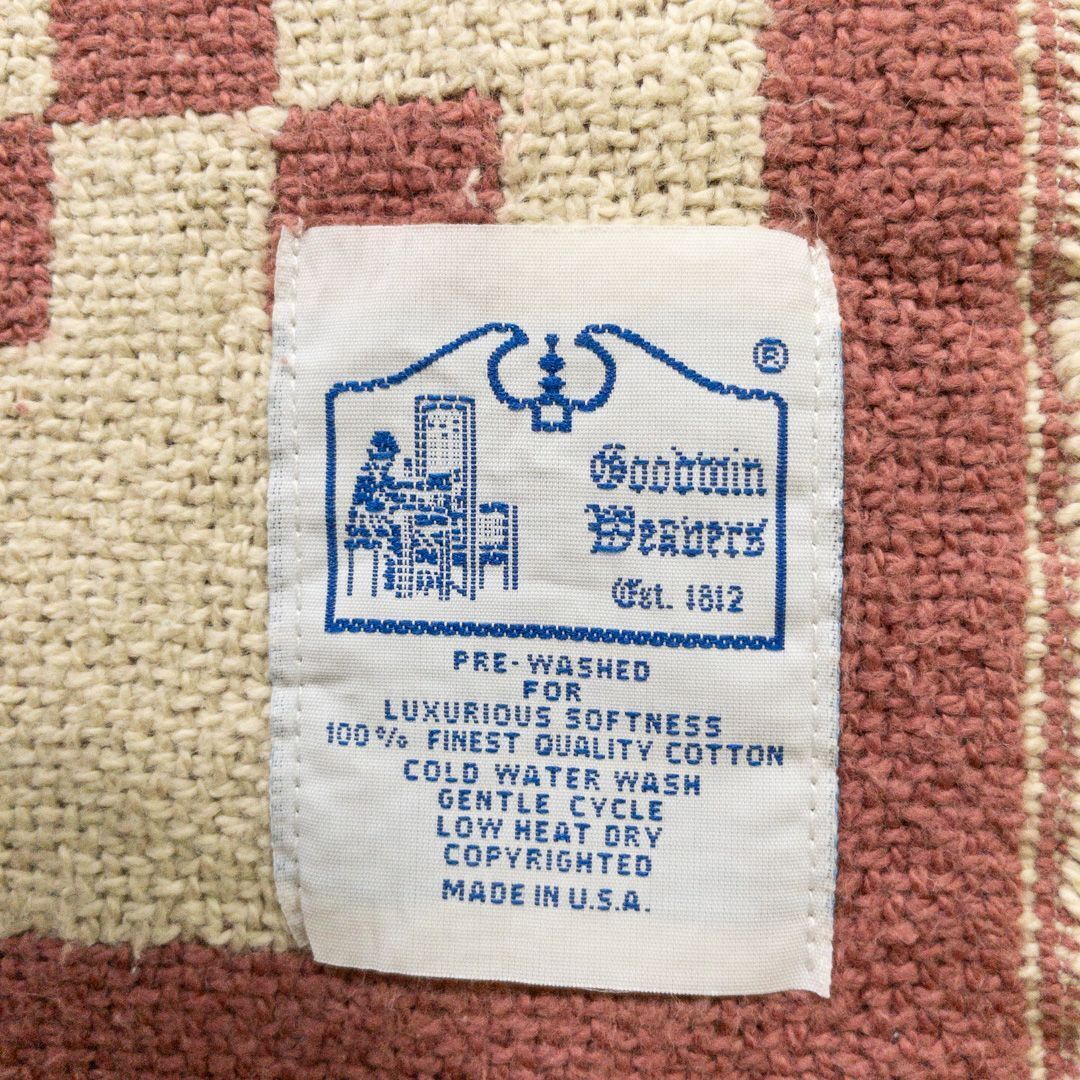 ®
Goodwin
Weavers
Est. 1812
PRE-WASHED
FOR
LUXURIOUS SOFTNESS
100% FINEST QUALITY COTTON
COLD WATER WASH
GENTLE CYCLE
LOW HEAT DRY
COPYRIGHTED
MADE IN U.S.A.